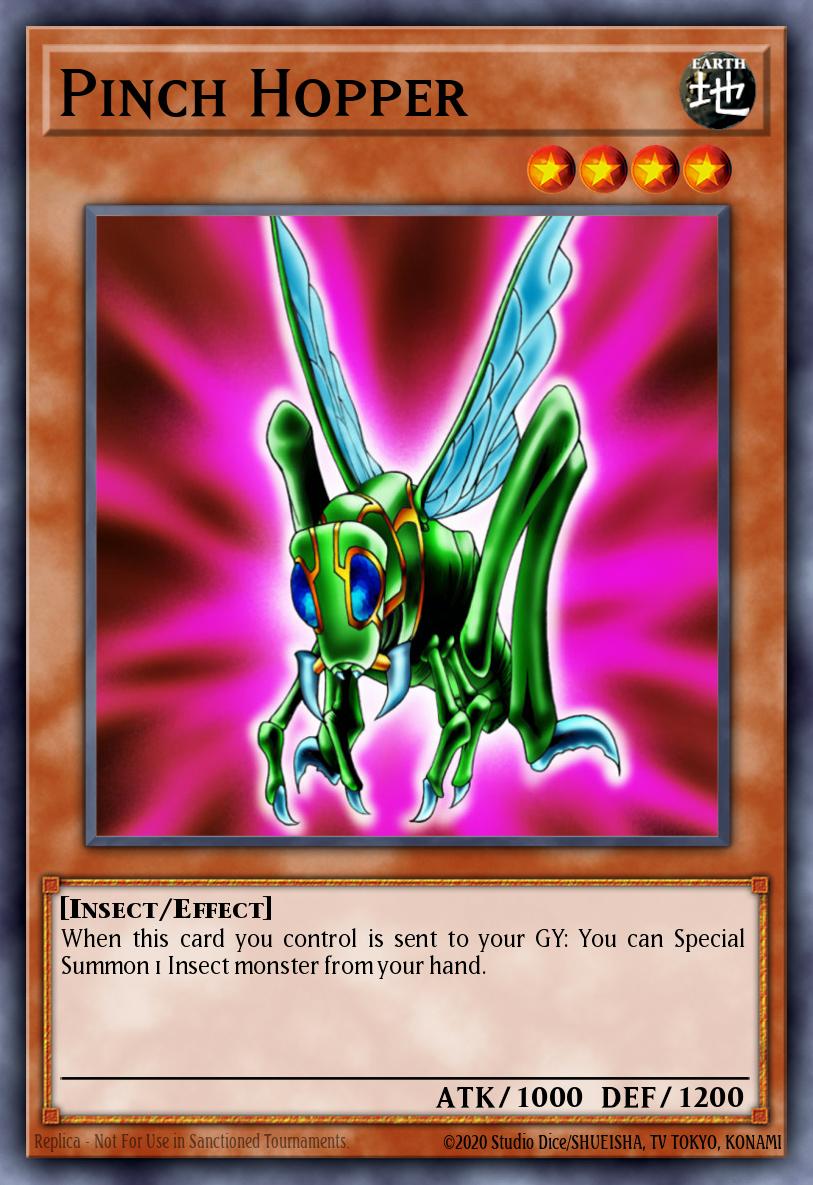 Pinch Hopper
EARTH
地
[Insect/Effect]
When this card you control is sent to your GY: You can Special
Summon 1 Insect monster from your hand.
ATK/1000 DEF/1200
Replica - Not For Use in Sanctioned Tournaments.
©2020 Studio Dice/SHUEISHA, TV TOKYO, KONAMI